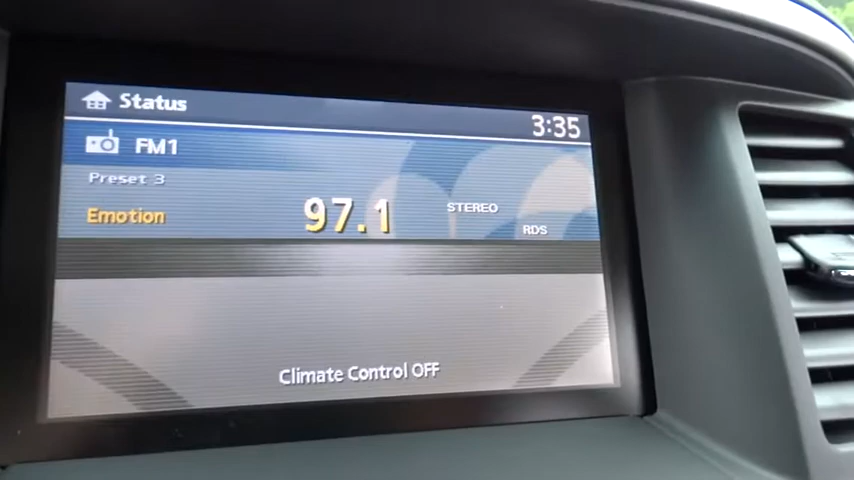 Status
3:35
FM1
Preset 3
Emotion
97.1
STEREO
RDS
Climate Control OFF